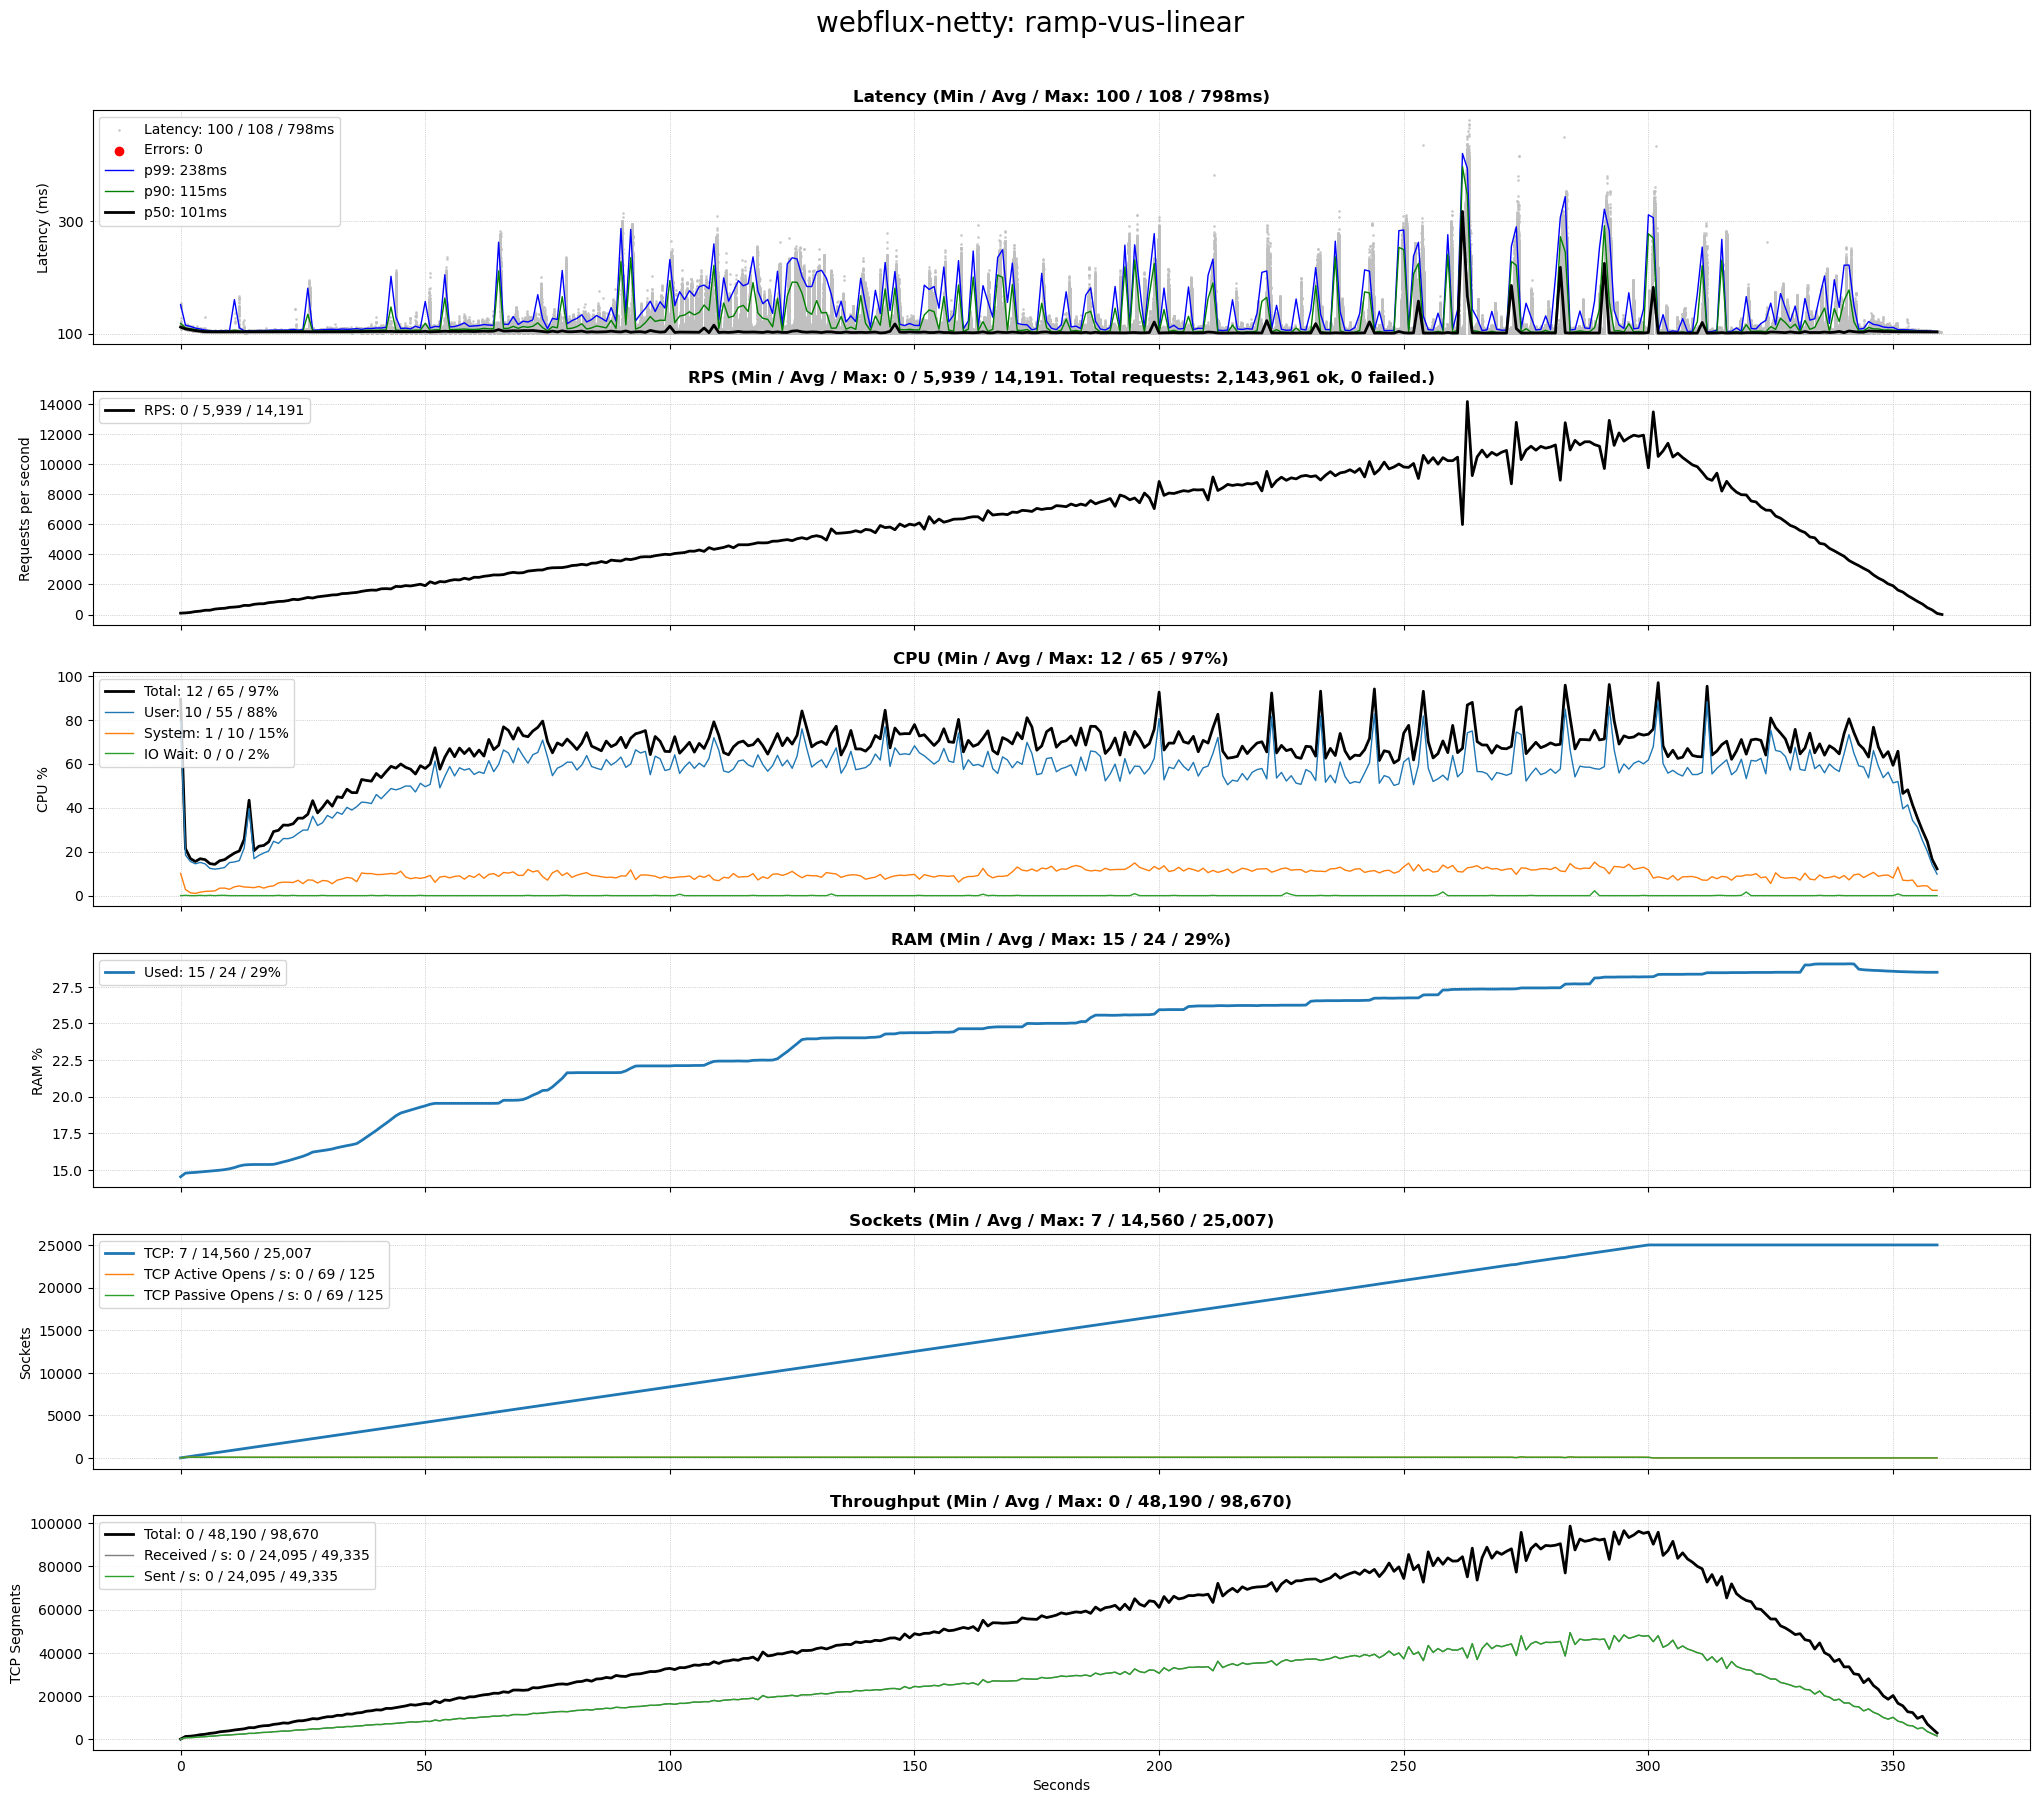 webflux-netty: ramp-vus-linear
Latency (Min / Avg / Max: 100 / 108 / 798ms)
Latency: 100 / 108 / 798ms
Errors: 0
p99: 238ms
p90: 115ms
p50: 101ms
Latency (ms)
300
100
RPS (Min / Avg / Max: 0 / 5,939 / 14,191. Total requests: 2,143,961 ok, 0 failed.)
RPS: 0 / 5,939 / 14,191
Requests per second
14000
12000
10000
8000
6000
4000
2000
0
CPU (Min / Avg / Max: 12 / 65 / 97%)
Total: 12 / 65 / 97%
User: 10 / 55 / 88%
System: 1 / 10 / 15%
IO Wait: 0 / 0 / 2%
CPU %
100
80
60
40
20
0
RAM (Min / Avg / Max: 15 / 24 / 29%)
Used: 15 / 24 / 29%
RAM %
27.5
25.0
22.5
20.0
17.5
15.0
Sockets (Min / Avg / Max: 7 / 14,560 / 25,007)
TCP: 7 / 14,560 / 25,007
TCP Active Opens / s: 0 / 69 / 125
TCP Passive Opens / s: 0 / 69 / 125
Sockets
25000
20000
15000
10000
5000
0
Throughput (Min / Avg / Max: 0 / 48,190 / 98,670)
Total: 0 / 48,190 / 98,670
Received / s: 0 / 24,095 / 49,335
Sent / s: 0 / 24,095 / 49,335
TCP Segments
100000
80000
60000
40000
20000
0
0 50 100 150 200 250 300 350
Seconds